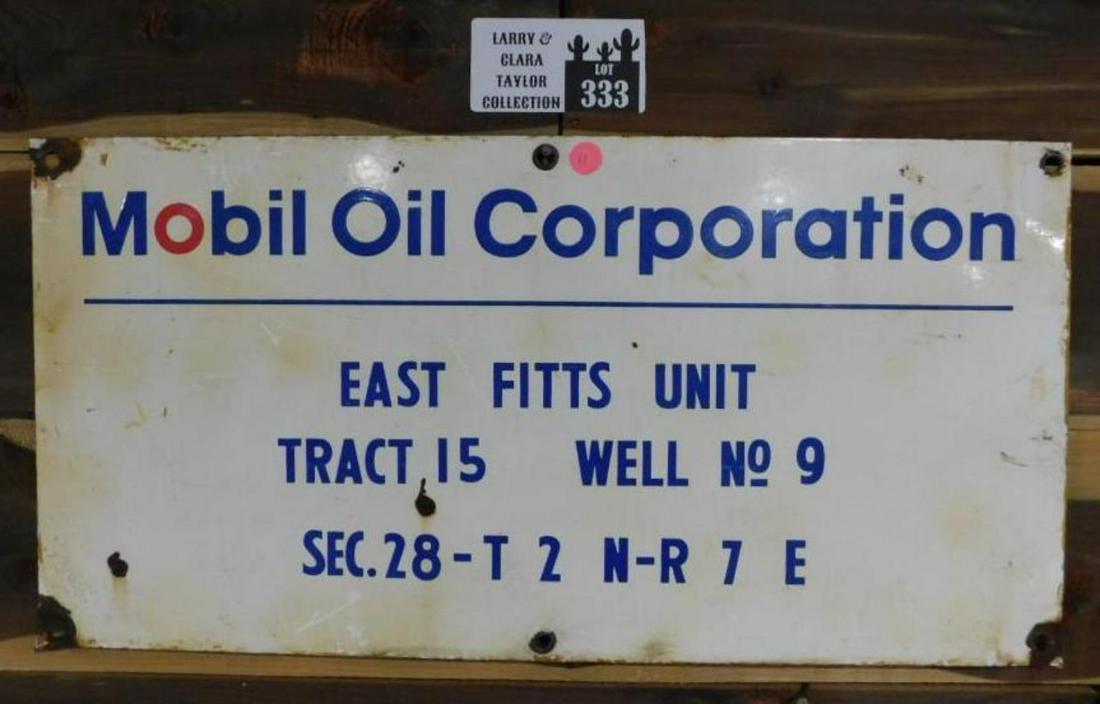 LARRY &
CLARA
TAYLOR
COLLECTION
LOT
333
11
Mobil Oil Corporation
EAST FITTS UNIT
TRACT 15 WELL Nº 9
SEC. 28 - T 2 N - R 7 E